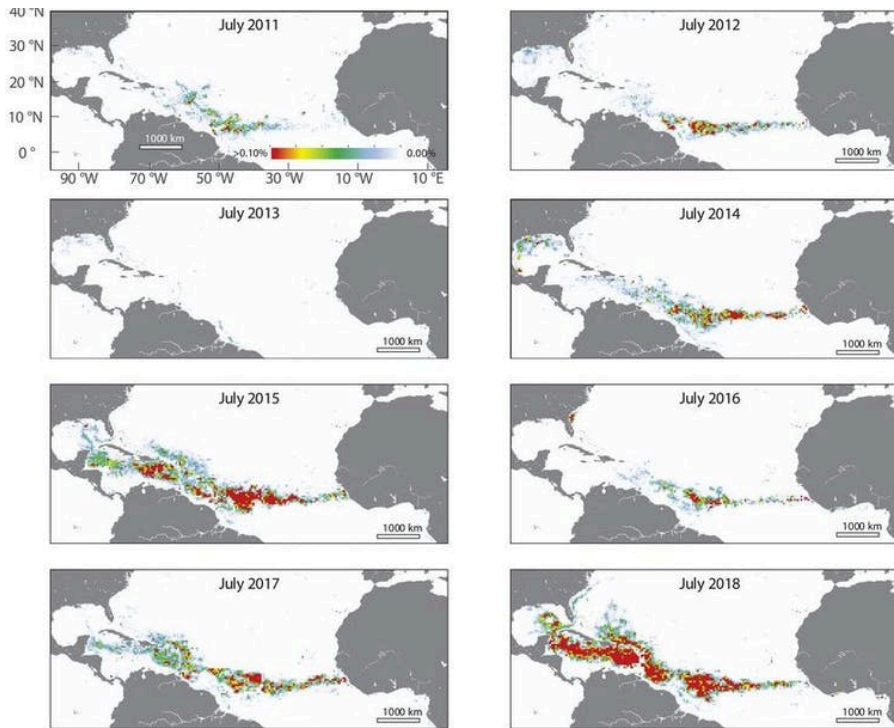 40 °N
July 2011
July 2012
30 °N
20 °N
10 °N
0 °
1000 km
>0.10%
0.00%
1000 km
90 °W
70 °W
50 °W
30 °W
10 °W
10 °E
July 2013
July 2014
1000 km
1000 km
July 2015
July 2016
1000 km
1000 km
July 2017
July 2018
1000 km
1000 km